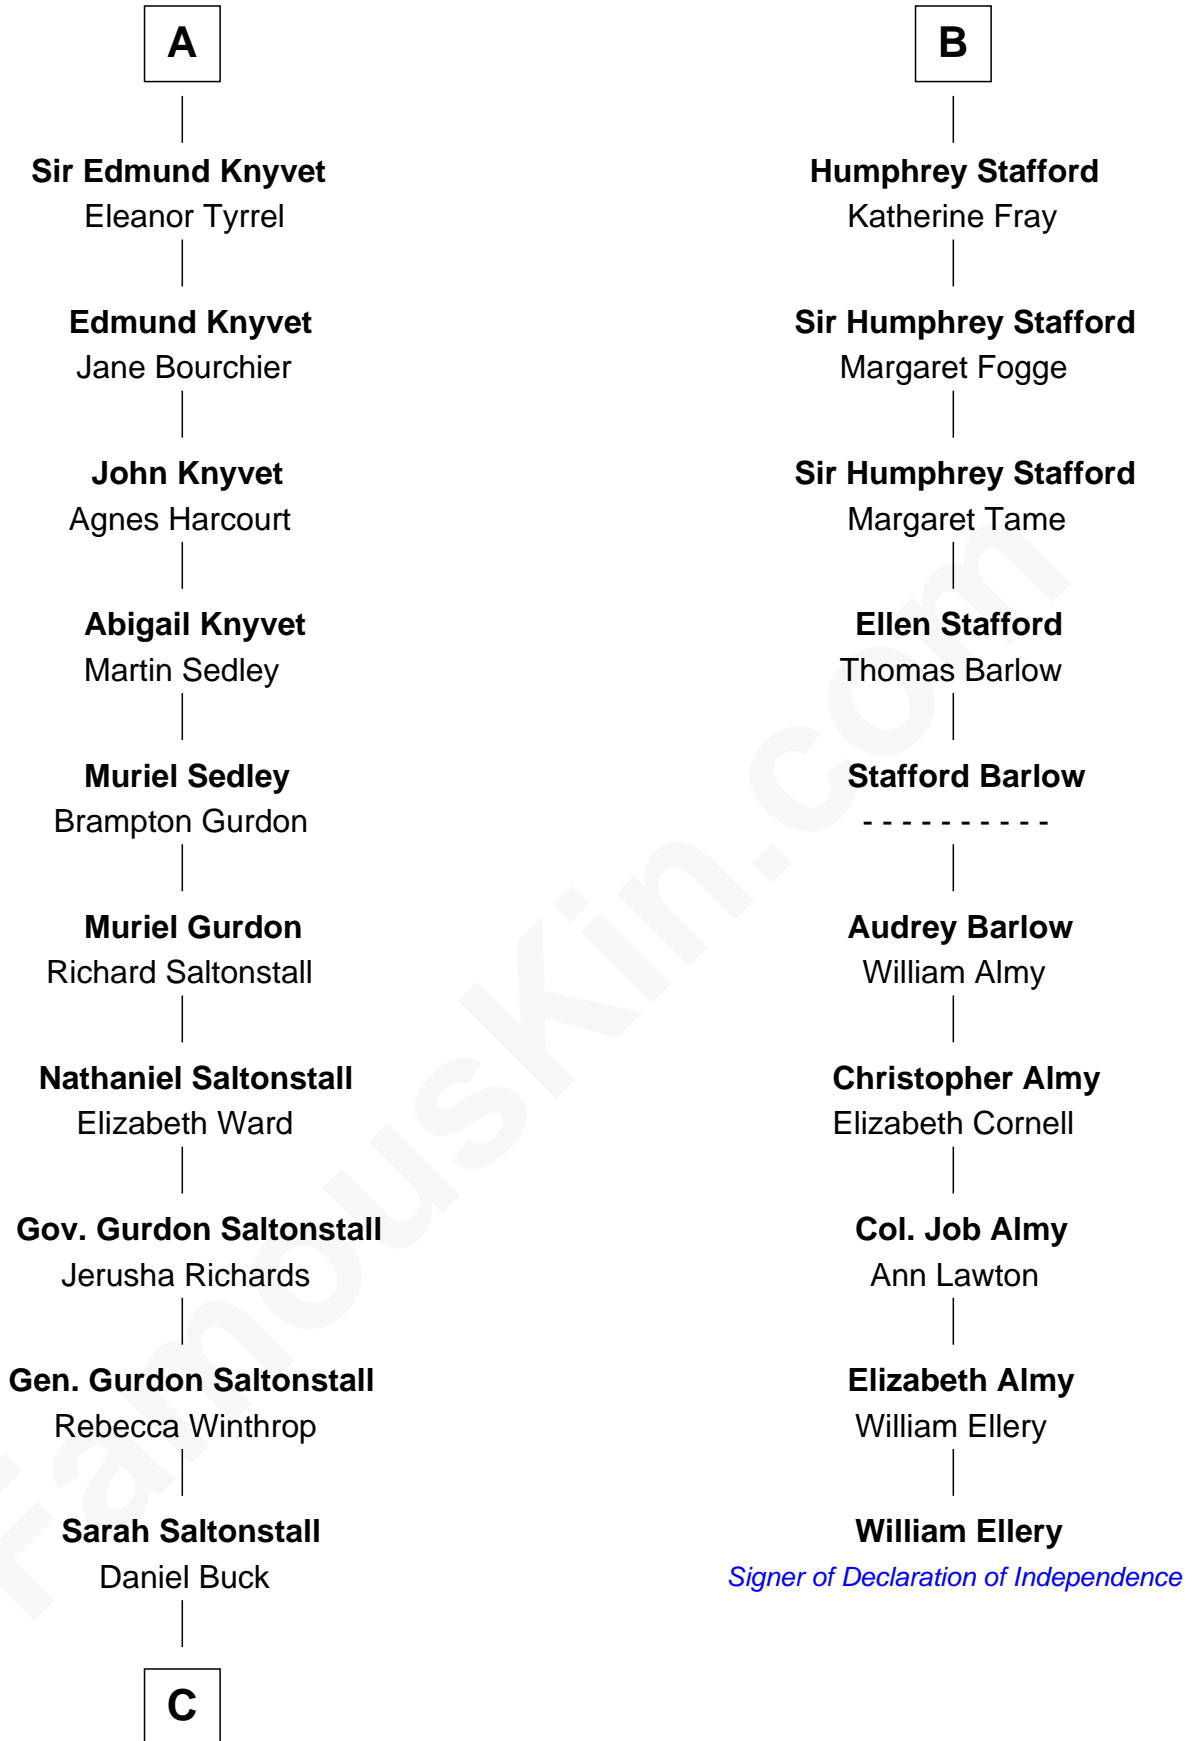 A
Sir Edmund Knyvet
Eleanor Tyrrel
Edmund Knyvet
Jane Bourchier
John Knyvet
Agnes Harcourt
Abigail Knyvet
Martin Sedley
Muriel Sedley
Brampton Gurdon
Muriel Gurdon
Richard Saltonstall
Nathaniel Saltonstall
Elizabeth Ward
Gov. Gurdon Saltonstall
Jerusha Richards
Gen. Gurdon Saltonstall
Rebecca Winthrop
Sarah Saltonstall
Daniel Buck
C
B
Humphrey Stafford
Katherine Fray
Sir Humphrey Stafford
Margaret Fogge
Sir Humphrey Stafford
Margaret Tame
Ellen Stafford
Thomas Barlow
Stafford Barlow
- - - - - - - - - -
Audrey Barlow
William Almy
Christopher Almy
Elizabeth Cornell
Col. Job Almy
Ann Lawton
Elizabeth Almy
William Ellery
William Ellery
Signer of Declaration of Independence
FamousKin.com